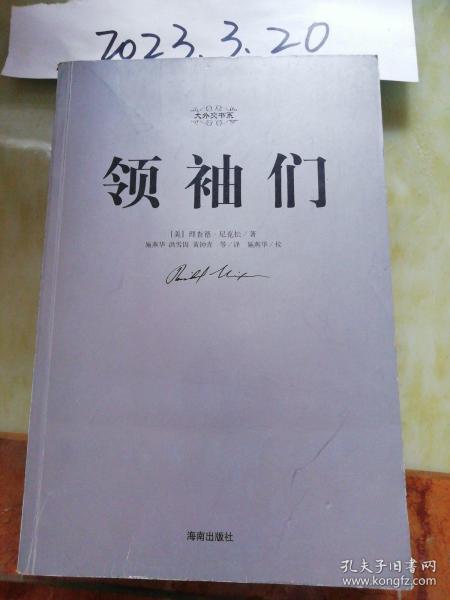 2023.3.20
大外交书系
领袖们
［美］理查德·尼克松／著
施燕华 洪雪因 黄钟青 等／译 施燕华／校
海南出版社
孔夫子旧书网
www.kongfz.com